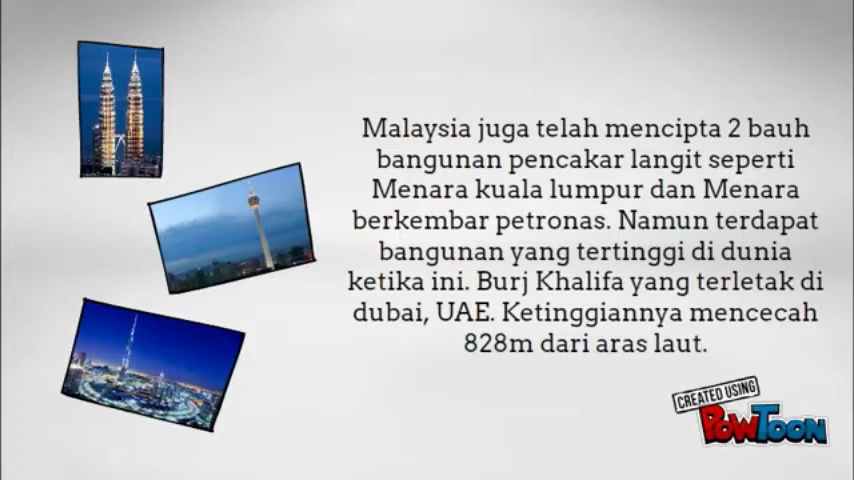 Malaysia juga telah mencipta 2 bauh
bangunan pencakar langit seperti
Menara kuala lumpur dan Menara
berkembar petronas. Namun terdapat
bangunan yang tertinggi di dunia
ketika ini. Burj Khalifa yang terletak di
dubai, UAE. Ketinggiannya mencecah
828m dari aras laut.
CREATED USING
POWTOON